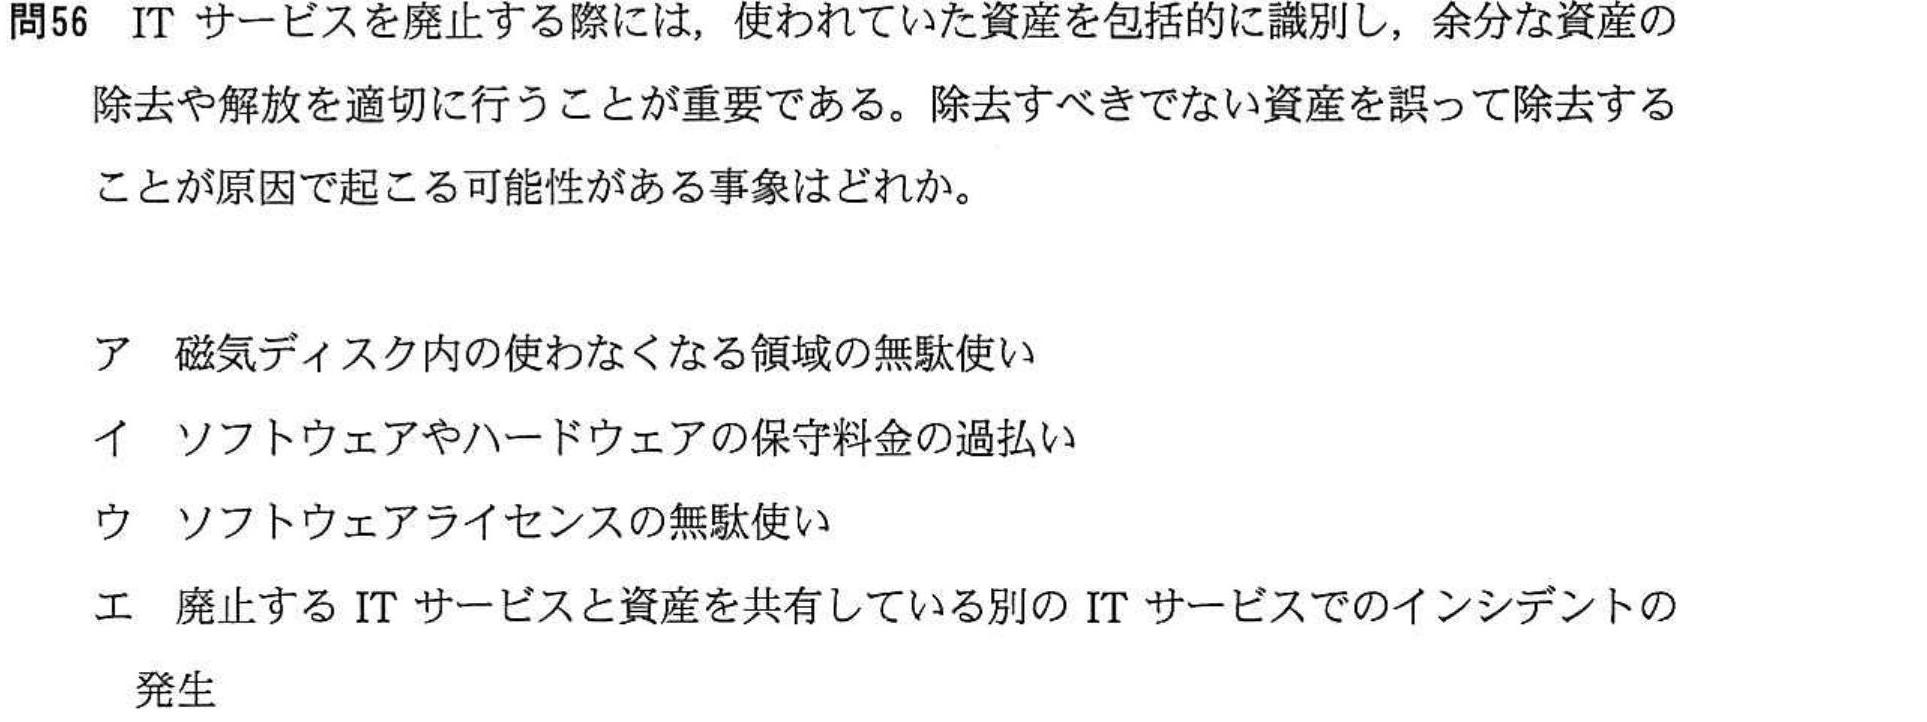 問56 IT サービスを廃止する際には，使われていた資産を包括的に識別し，余分な資産の
除去や解放を適切に行うことが重要である。除去すべきでない資産を誤って除去する
ことが原因で起こる可能性がある事象はどれか。
ア 磁気ディスク内の使わなくなる領域の無駄使い
イ ソフトウェアやハードウェアの保守料金の過払い
ウ ソフトウェアライセンスの無駄使い
エ 廃止する IT サービスと資産を共有している別の IT サービスでのインシデントの
発生